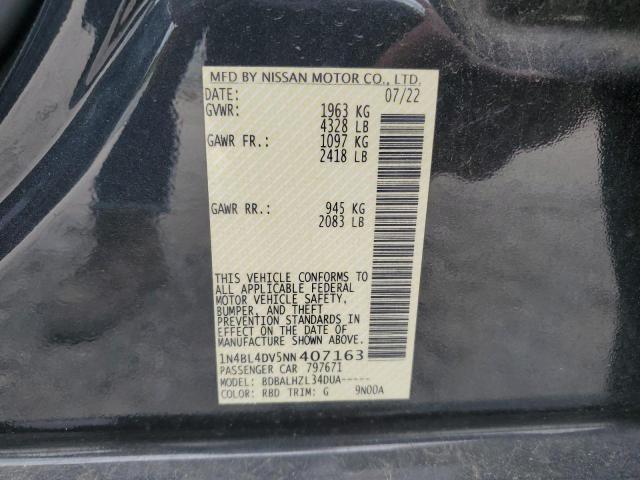 MFD BY NISSAN MOTOR CO., LTD.
DATE: 07/22
GVWR: 1963 KG
4328 LB
GAWR FR.: 1097 KG
2418 LB
GAWR RR.: 945 KG
2083 LB
THIS VEHICLE CONFORMS TO
ALL APPLICABLE FEDERAL
MOTOR VEHICLE SAFETY,
BUMPER, AND THEFT
PREVENTION STANDARDS IN
EFFECT ON THE DATE OF
MANUFACTURE SHOWN ABOVE.
1N4BL4DV5NN407163
PASSENGER CAR 797671
MODEL: BDBALHZL34DUA-----
COLOR: RBD TRIM: G 9N00A